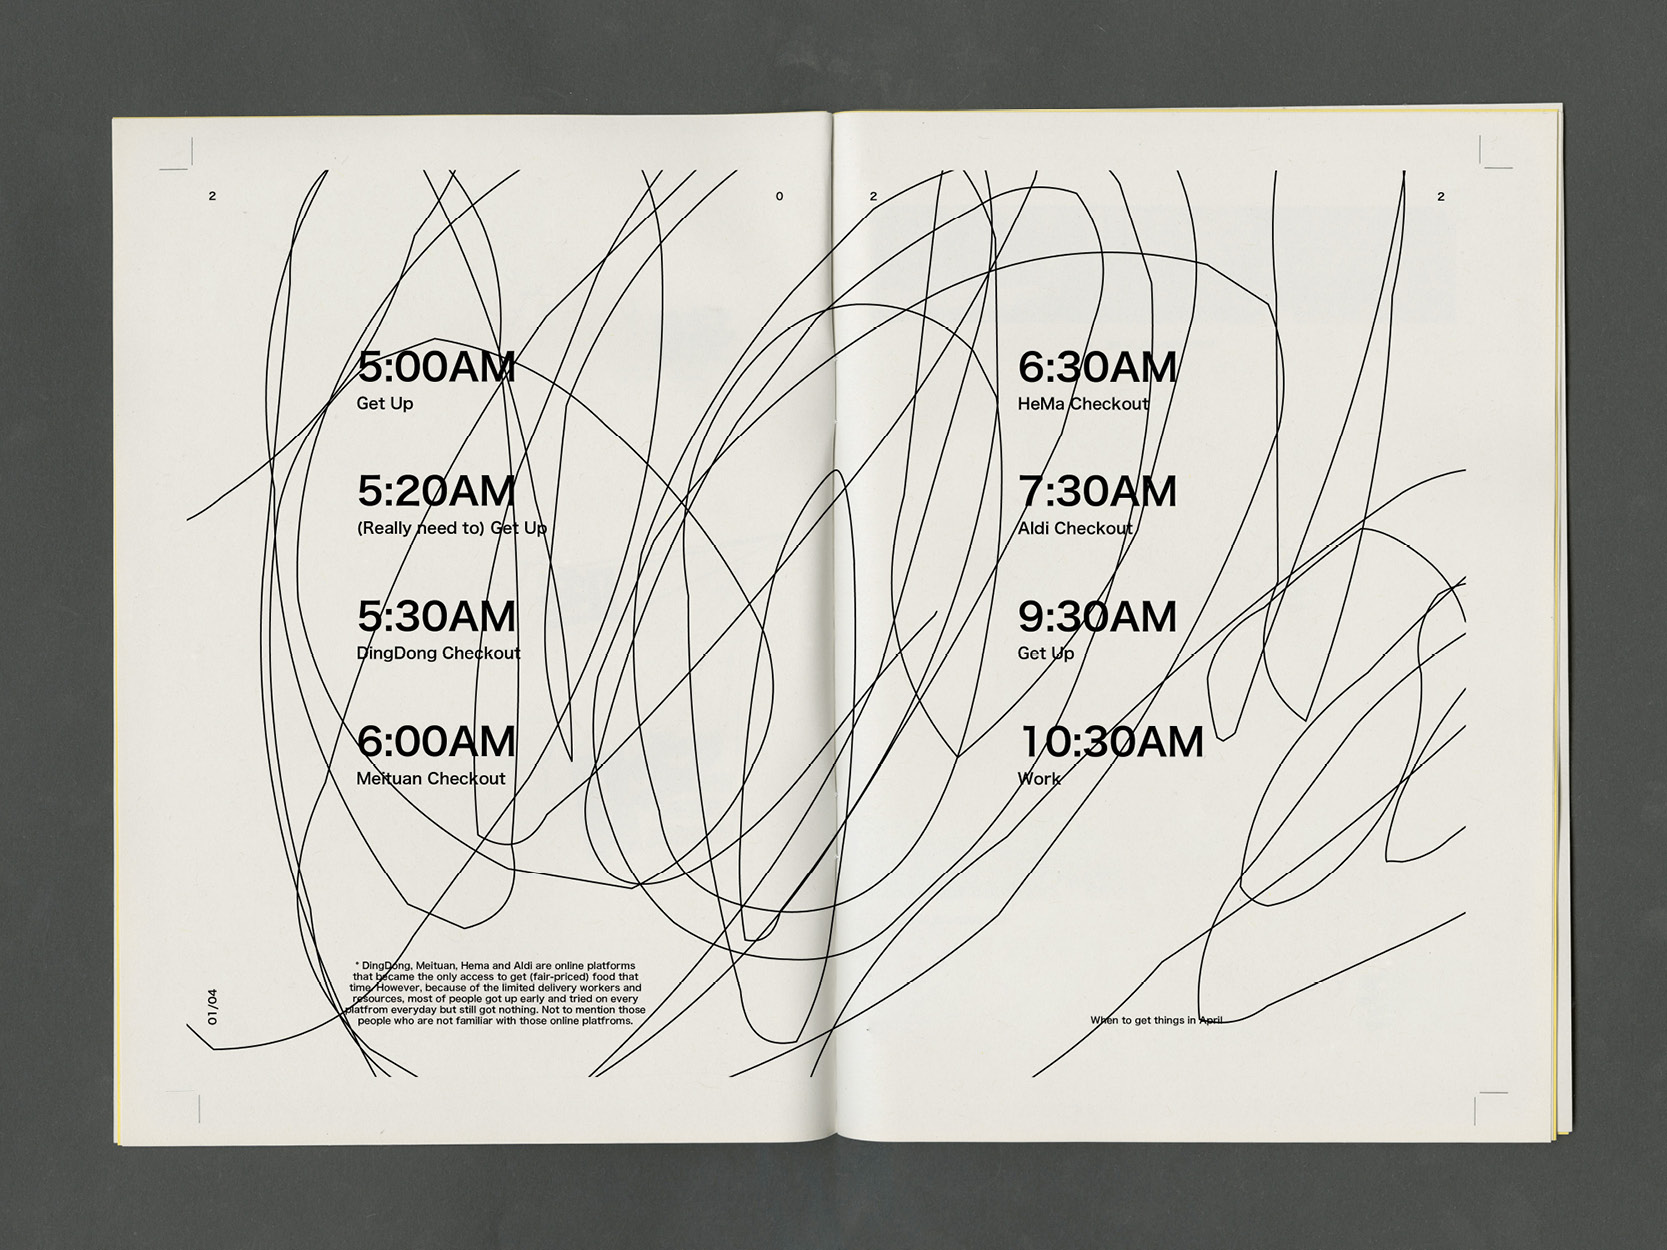 2
0
2
2
5:00AM
Get Up
5:20AM
(Really need to) Get Up
5:30AM
DingDong Checkout
6:00AM
Meituan Checkout
6:30AM
HeMa Checkout
7:30AM
Aldi Checkout
9:30AM
Get Up
10:30AM
Work
01/04
* DingDong, Meituan, Hema and Aldi are online platforms
that became the only access to get (fair-priced) food that
time. However, because of the limited delivery workers and
resources, most of people got up early and tried on every
platfrom everyday but still got nothing. Not to mention those
people who are not familiar with those online platfroms.
When to get things in April